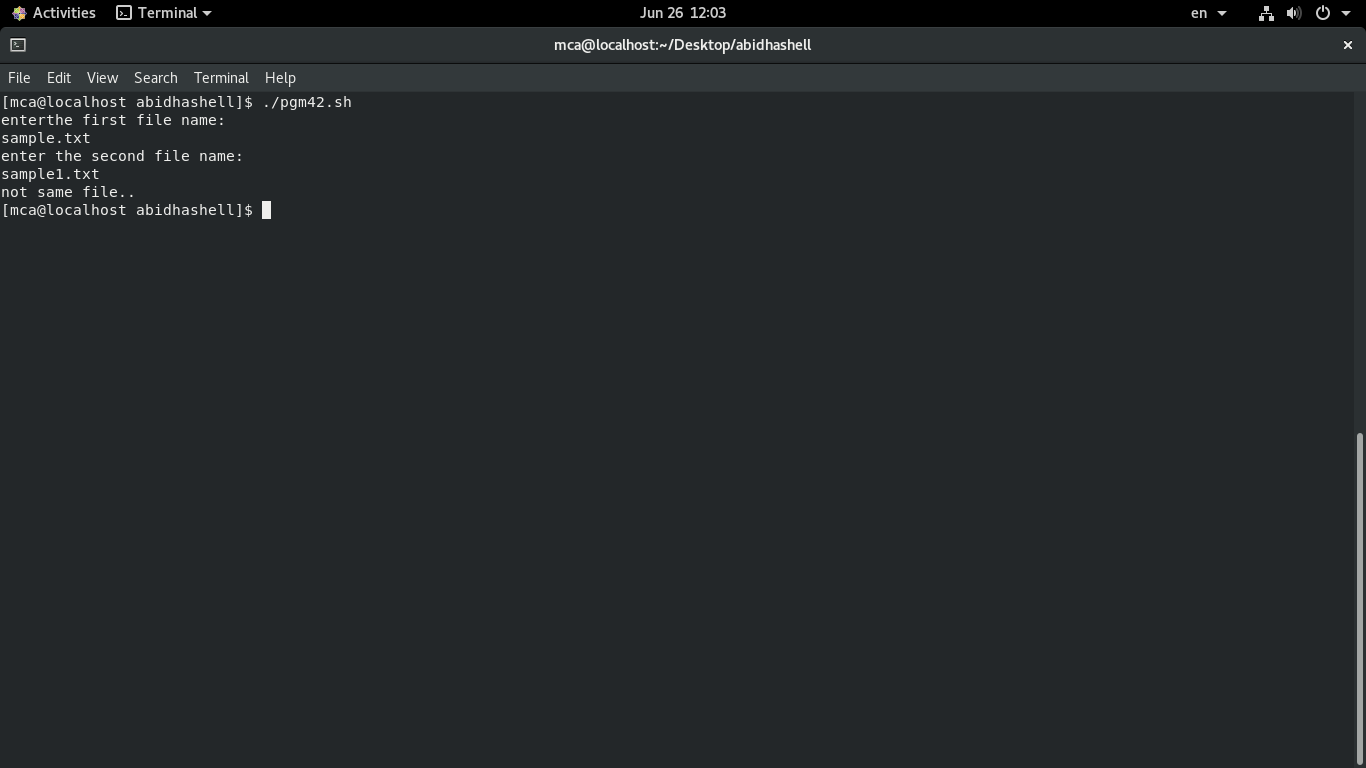 Activities Terminal Jun 26 12:03 en
mca@localhost:~/Desktop/abidhashell
File Edit View Search Terminal Help
[mca@localhost abidhashell]$ ./pgm42.sh
enterthe first file name:
sample.txt
enter the second file name:
sample1.txt
not same file..
[mca@localhost abidhashell]$